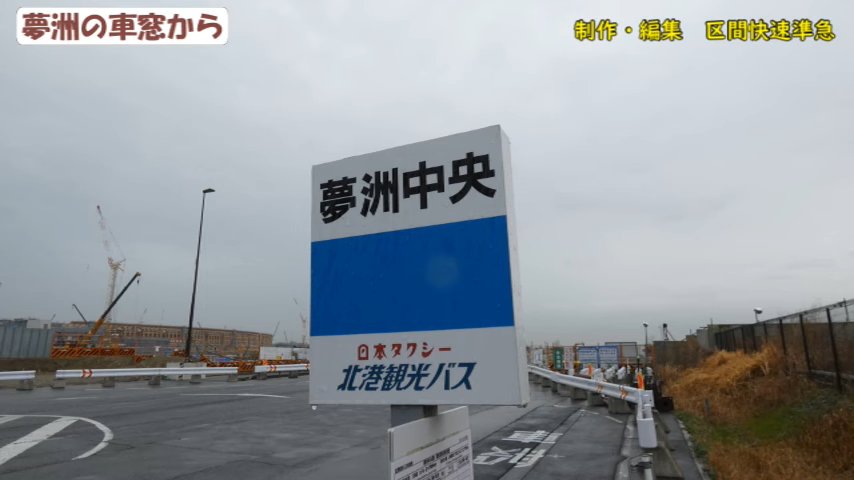 夢洲の車窓から
制作・編集 区間快速準急
夢洲中央
日本タクシー
北港観光バス